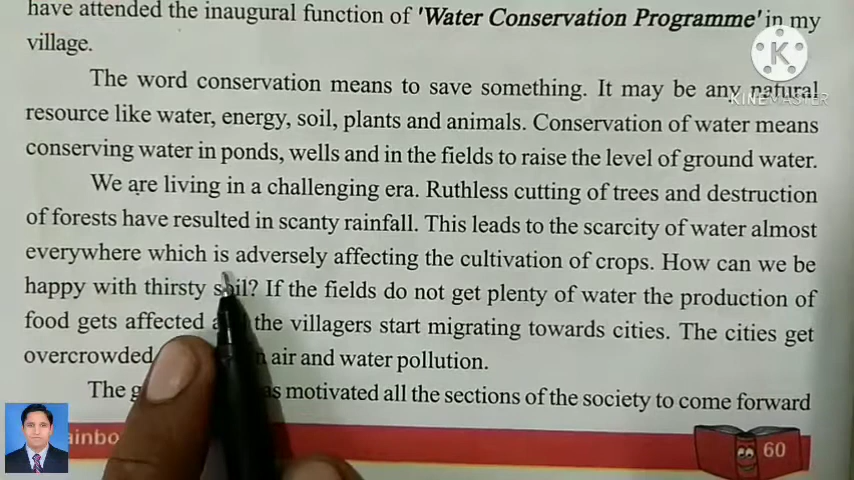 have attended the inaugural function of 'Water Conservation Programme' in my
village.
The word conservation means to save something. It may be any natural
resource like water, energy, soil, plants and animals. Conservation of water means
conserving water in ponds, wells and in the fields to raise the level of ground water.
We are living in a challenging era. Ruthless cutting of trees and destruction
of forests have resulted in scanty rainfall. This leads to the scarcity of water almost
everywhere which is adversely affecting the cultivation of crops. How can we be
happy with thirsty soil? If the fields do not get plenty of water the production of
food gets affected the villagers start migrating towards cities. The cities get
overcrowded air and water pollution.
The motivated all the sections of the society to come forward
60
K
KINEMASTER